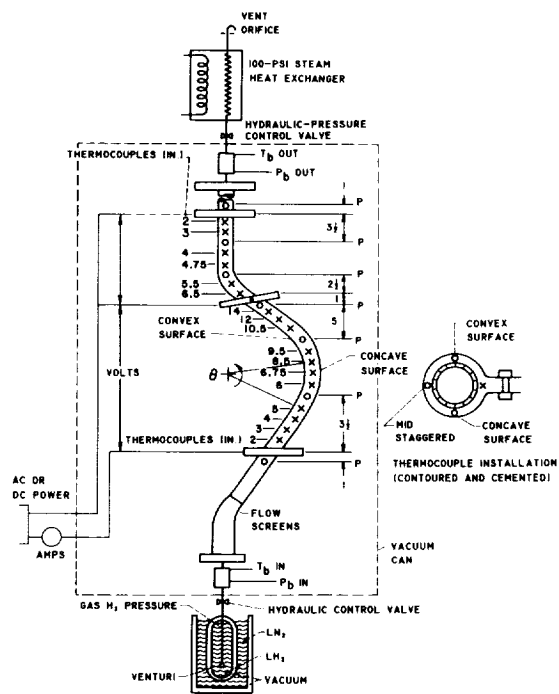 VENT
ORIFICE
100-PSI STEAM
HEAT EXCHANGER
HYDRAULIC-PRESSURE
CONTROL VALVE
THERMOCOUPLES (IN.)
Tb OUT
Pb OUT
P
2
3
3½
P
4
4.75
P
5.5
6.5
2½
1
P
14
12
10.5
5
CONVEX
SURFACE
P
9.5
8.5
6.75
6
CONCAVE
SURFACE
θ
VOLTS
P
5
4
3
2
3½
THERMOCOUPLES (IN.)
P
CONVEX
SURFACE
MID
STAGGERED
CONCAVE
SURFACE
THERMOCOUPLE INSTALLATION
(CONTOURED AND CEMENTED)
AC OR
DC POWER
AMPS
FLOW
SCREENS
VACUUM
CAN
Tb IN
Pb IN
GAS H₂ PRESSURE
HYDRAULIC CONTROL VALVE
LN₂
LH₂
VENTURI
VACUUM